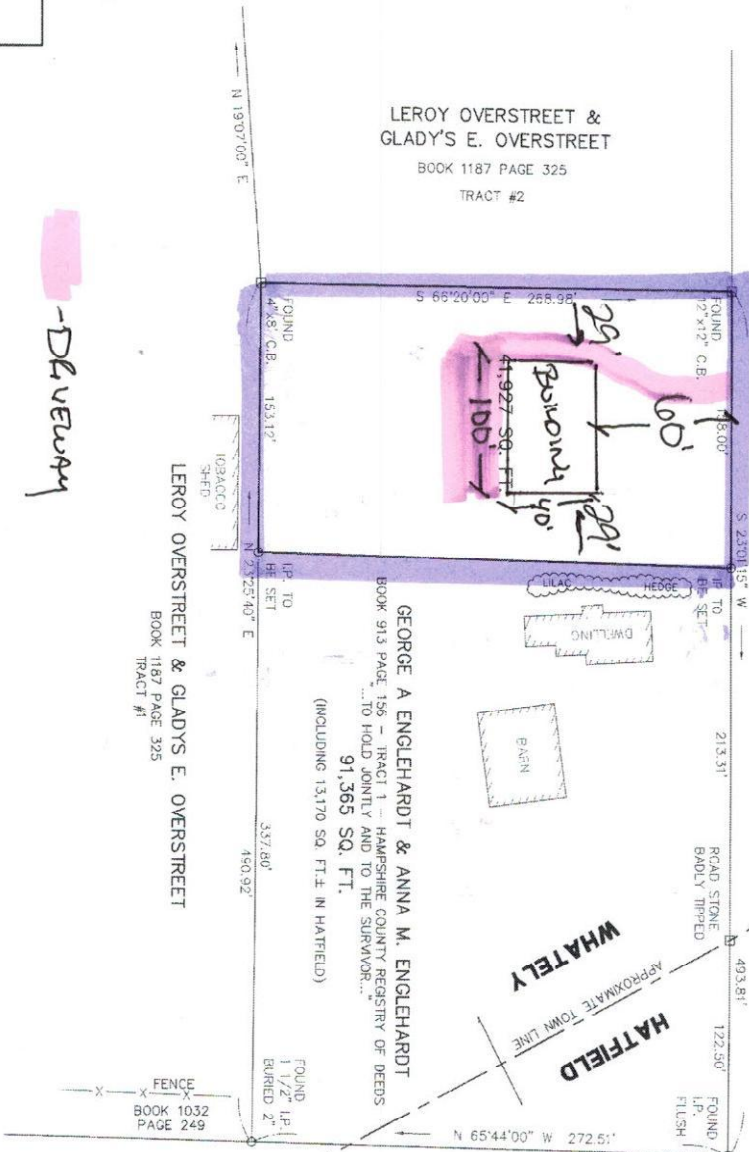 LEROY OVERSTREET &
GLADY'S E. OVERSTREET
BOOK 1187 PAGE 325
TRACT #2
N 19°07'00" E
S 66°20'00" E 268.98'
FOUND
12"x12" C.B.
158.00'
S 23°01'15" W
FOUND
4"x8" C.B.
153.12'
29'
60'
BUILDING
41,927 SQ. FT.
100'
40'
29'
I.P. TO
BE SET
LILAC HEDGE
DWELLING
BARN
213.31'
ROAD STONE
BADLY TIPPED
493.81'
122.50'
FOUND
I.P.
FLUSH
WHATELY
APPROXIMATE TOWN LINE
HATFIELD
GEORGE A ENGLEHARDT & ANNA M. ENGLEHARDT
BOOK 913 PAGE 156 - TRACT 1 - HAMPSHIRE COUNTY REGISTRY OF DEEDS
"...TO HOLD JOINTLY AND TO THE SURVIVOR..."
91,365 SQ. FT.
(INCLUDING 13,170 SQ. FT.± IN HATFIELD)
I.P. TO
BE SET
N 23°25'40" E
337.80'
490.92'
TOBACCO
SHED
LEROY OVERSTREET & GLADYS E. OVERSTREET
BOOK 1187 PAGE 325
TRACT #1
FOUND
1 1/2" I.P.
BURIED 2"
N 65°44'00" W 272.51'
FENCE
X X X
BOOK 1032
PAGE 249
-DRIVEWAY